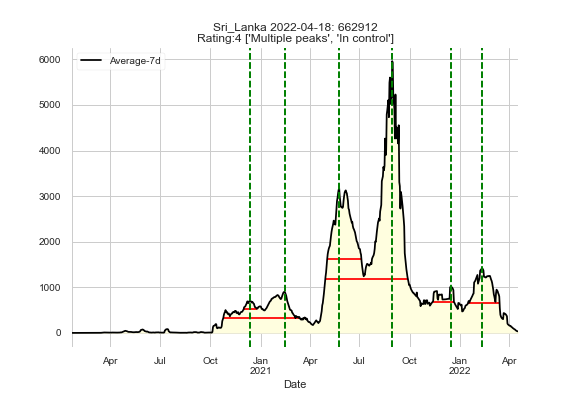 Sri_Lanka 2022-04-18: 662912
Rating:4 ['Multiple peaks', 'In control']
Average-7d
6000
5000
4000
3000
2000
1000
0
Apr Jul Oct Jan Apr Jul Oct Jan Apr
2021 2022
Date